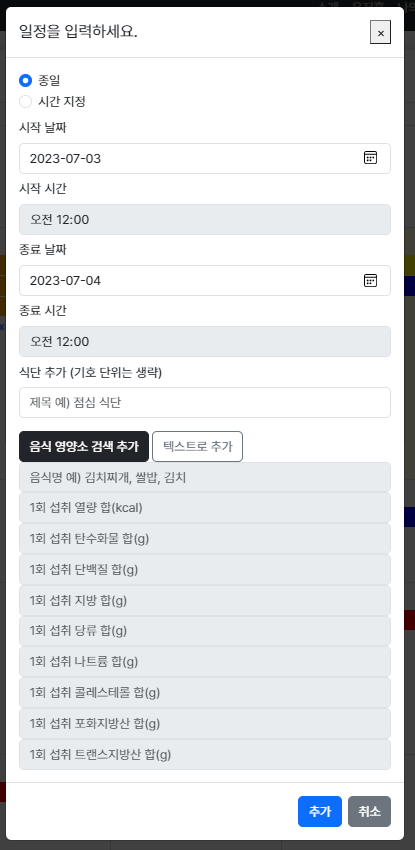 일정을 입력하세요.
×
종일
시간 지정
시작 날짜
2023-07-03
시작 시간
오전 12:00
종료 날짜
2023-07-04
종료 시간
오전 12:00
식단 추가 (기호 단위는 생략)
제목 예) 점심 식단
음식 영양소 검색 추가 텍스트로 추가
음식명 예) 김치찌개, 쌀밥, 김치
1회 섭취 열량 합(kcal)
1회 섭취 탄수화물 합(g)
1회 섭취 단백질 합(g)
1회 섭취 지방 합(g)
1회 섭취 당류 합(g)
1회 섭취 나트륨 합(g)
1회 섭취 콜레스테롤 합(g)
1회 섭취 포화지방산 합(g)
1회 섭취 트랜스지방산 합(g)
추가 취소